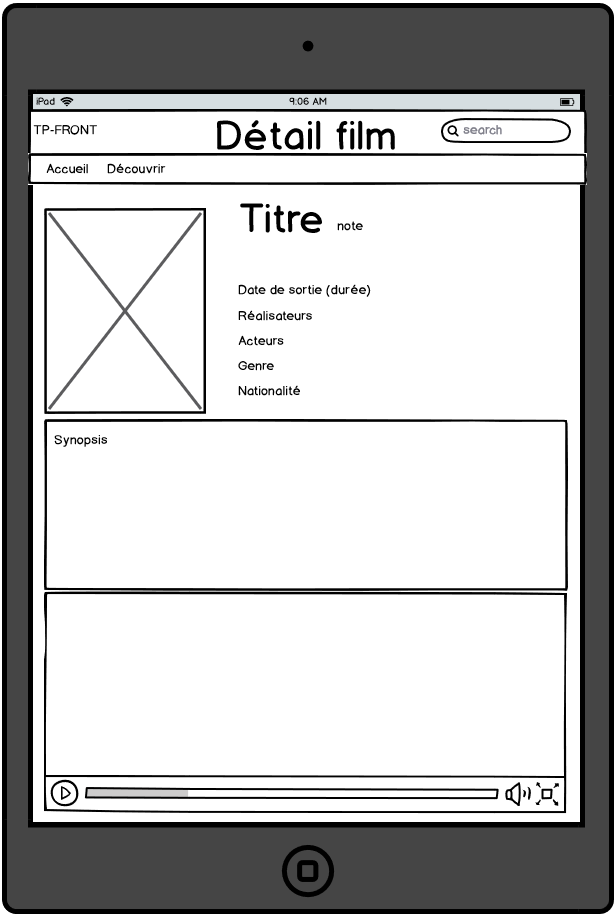 iPad 9:06 AM
TP-FRONT Détail film search
Accueil Découvrir
Titre note
Date de sortie (durée)
Réalisateurs
Acteurs
Genre
Nationalité
Synopsis